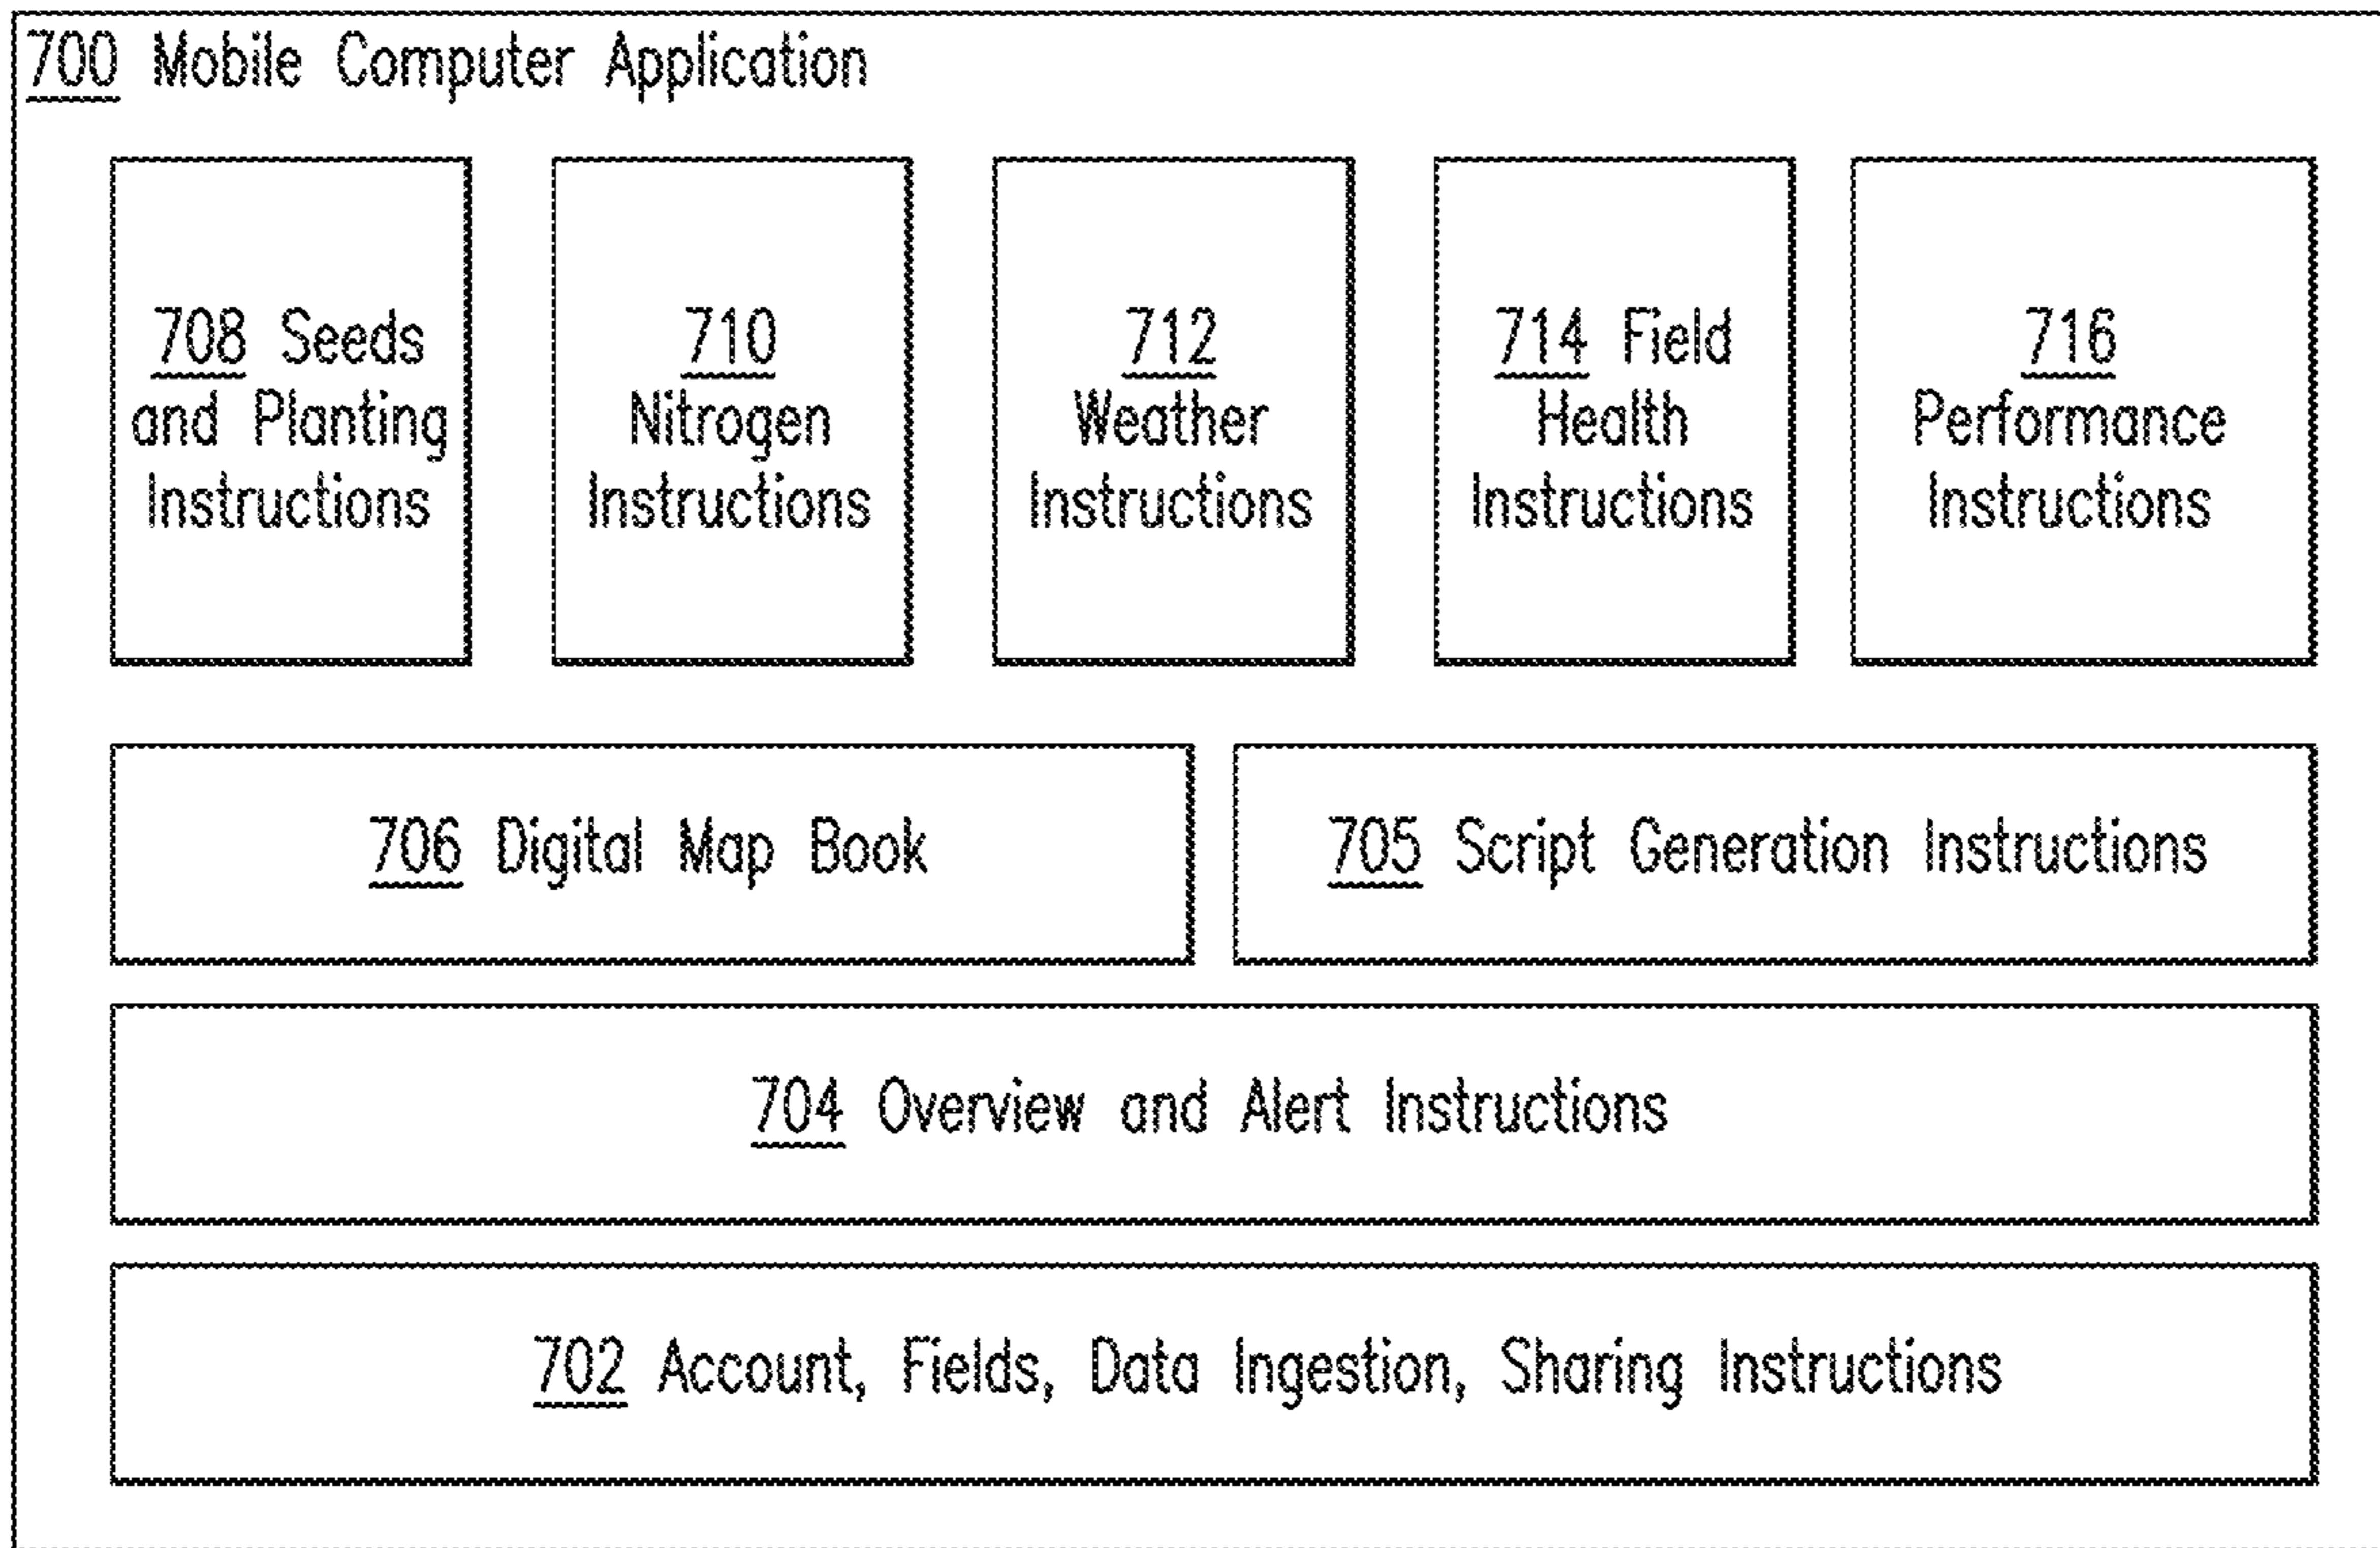 700 Mobile Computer Application
708 Seeds
and Planting
Instructions
710
Nitrogen
Instructions
712
Weather
Instructions
714 Field
Health
Instructions
716
Performance
Instructions
706 Digital Map Book
705 Script Generation Instructions
704 Overview and Alert Instructions
702 Account, Fields, Data Ingestion, Sharing Instructions